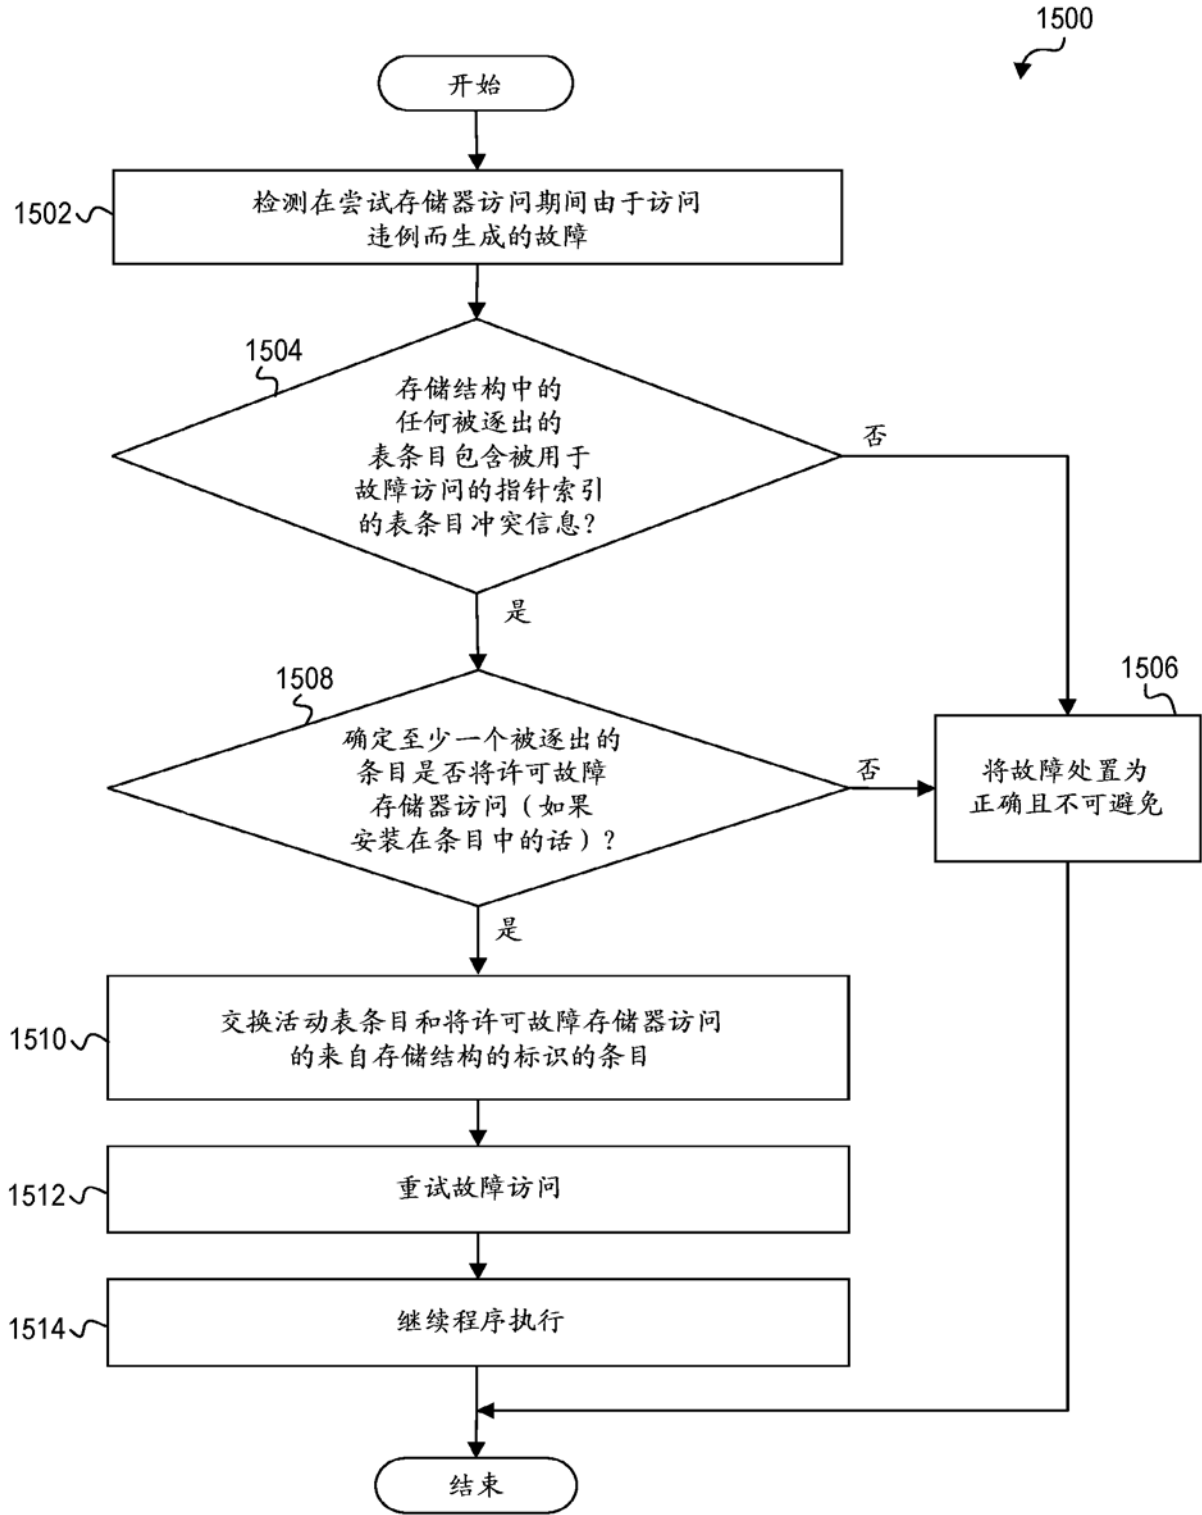 1500
开始
1502
检测在尝试存储器访问期间由于访问
违例而生成的故障
1504
存储结构中的
任何被逐出的
表条目包含被用于
故障访问的指针索引
的表条目冲突信息？
否
是
1506
将故障处置为
正确且不可避免
1508
确定至少一个被逐出的
条目是否将许可故障
存储器访问（如果
安装在条目中的话）？
否
是
1510
交换活动表条目和将许可故障存储器访问
的来自存储结构的标识的条目
1512
重试故障访问
1514
继续程序执行
结束